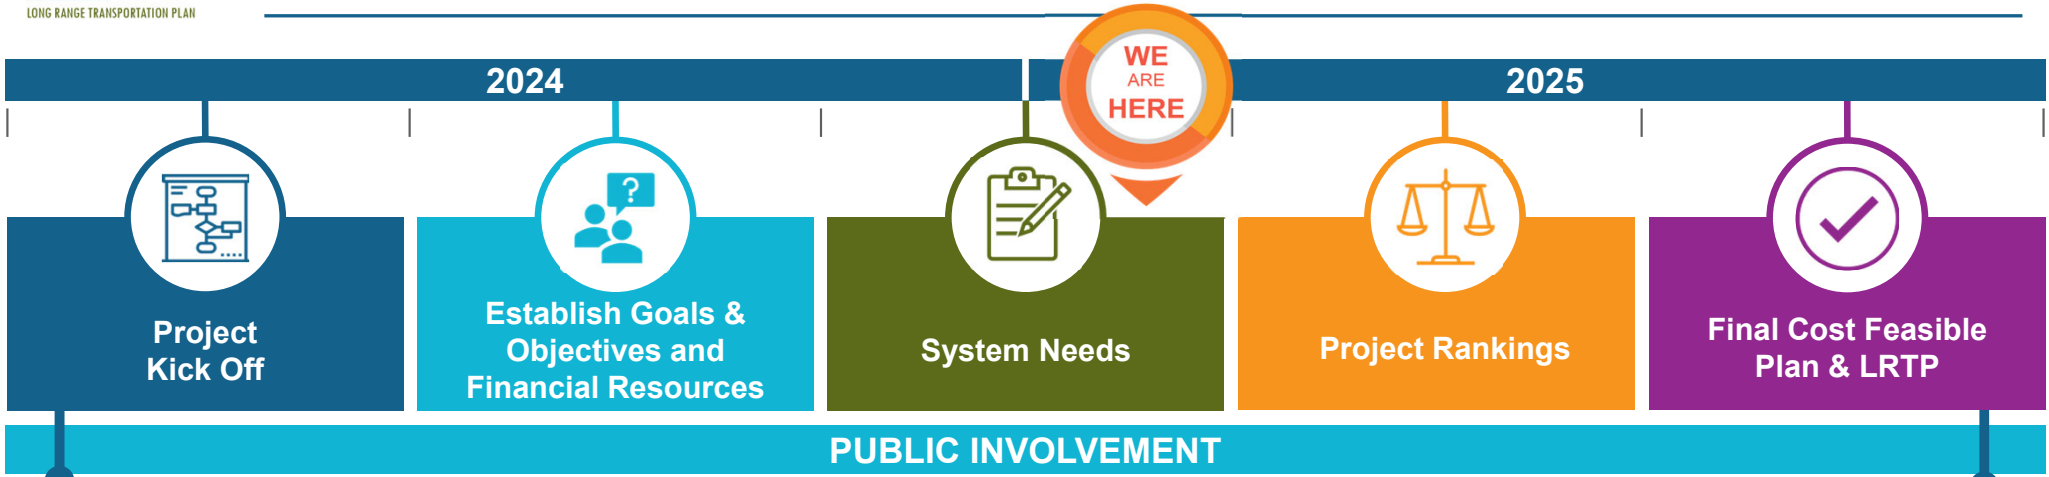 LONG RANGE TRANSPORTATION PLAN
2024
WE
ARE
HERE
2025
Project
Kick Off
?
Establish Goals &
Objectives and
Financial Resources
System Needs
Project Rankings
Final Cost Feasible
Plan & LRTP
PUBLIC INVOLVEMENT